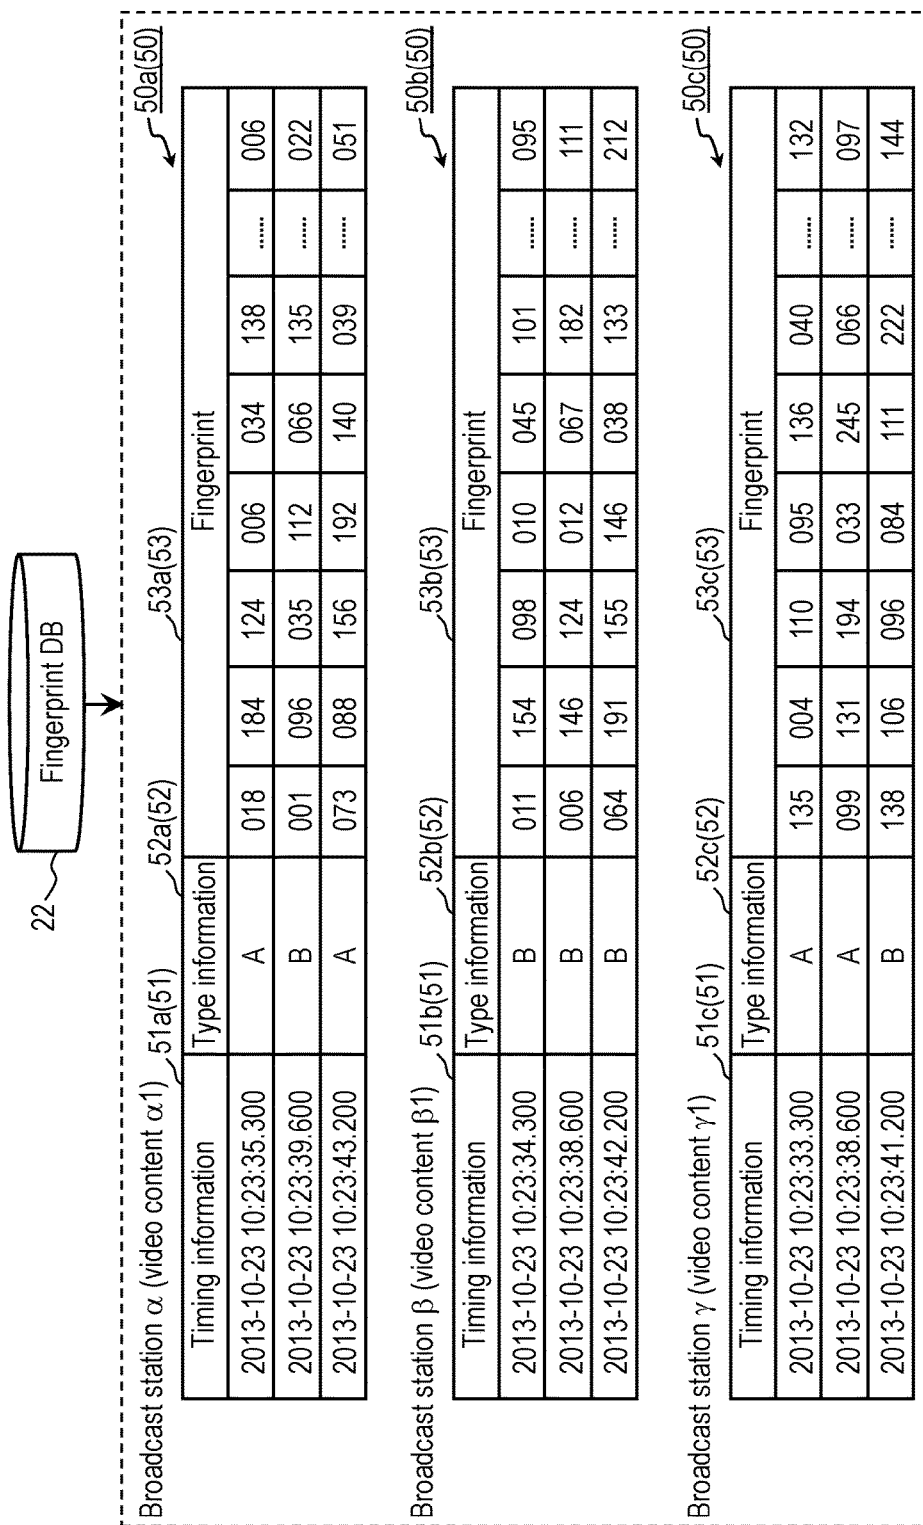 Fingerprint DB
22
Broadcast station α (video content α1)
51a(51)
52a(52)
53a(53)
50a(50)
Timing information Type information Fingerprint
2013-10-23 10:23:35.300 A 018 184 124 006 034 138 ...... 006
2013-10-23 10:23:39.600 B 001 096 035 112 066 135 ...... 022
2013-10-23 10:23:43.200 A 073 088 156 192 140 039 ...... 051
Broadcast station β (video content β1)
51b(51)
52b(52)
53b(53)
50b(50)
Timing information Type information Fingerprint
2013-10-23 10:23:34.300 B 011 154 098 010 045 101 ...... 095
2013-10-23 10:23:38.600 B 006 146 124 012 067 182 ...... 111
2013-10-23 10:23:42.200 B 064 191 155 146 038 133 ...... 212
Broadcast station γ (video content γ1)
51c(51)
52c(52)
53c(53)
50c(50)
Timing information Type information Fingerprint
2013-10-23 10:23:33.300 A 135 004 110 095 136 040 ...... 132
2013-10-23 10:23:38.600 A 099 131 194 033 245 066 ...... 097
2013-10-23 10:23:41.200 B 138 106 096 084 111 222 ...... 144